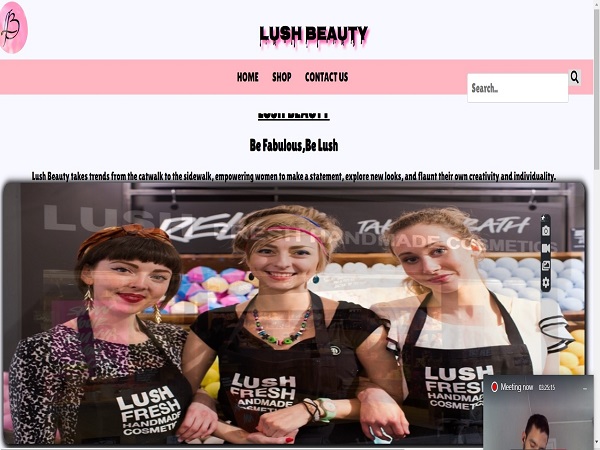 B
LUSH BEAUTY
HOME SHOP CONTACT US
Search..
LUSH BEAUTY
Be Fabulous,Be Lush
Lush Beauty takes trends from the catwalk to the sidewalk, empowering women to make a statement, explore new looks, and flaunt their own creativity and individuality.
LUSH
FRESH HANDMADE
COSMETICS
BATH
LUSH
FRESH
HANDMADE
COSMETICS
LUSH
FRESH
HANDMADE
COSMETICS
LUSH
FRESH
HANDMADE
COSMETICS
Meeting now 03:25:15